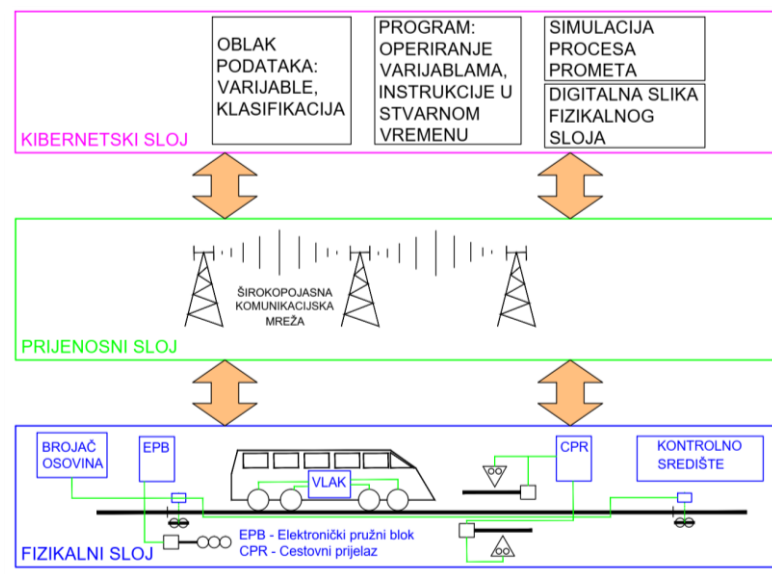 OBLAK
PODATAKA:
VARIJABLE,
KLASIFIKACIJA
PROGRAM:
OPERIRANJE
VARIJABLAMA,
INSTRUKCIJE U
STVARNOM
VREMENU
SIMULACIJA
PROCESA
PROMETA
DIGITALNA SLIKA
FIZIKALNOG
SLOJA
KIBERNETSKI SLOJ
ŠIROKOPOJASNA
KOMUNIKACIJSKA
MREŽA
PRIJENOSNI SLOJ
BROJAČ
OSOVINA
EPB
VLAK
CPR
KONTROLNO
SREDIŠTE
EPB - Elektronički pružni blok
CPR - Cestovni prijelaz
FIZIKALNI SLOJ